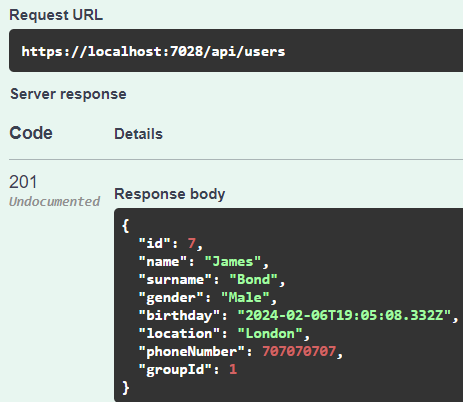 Request URL
https://localhost:7028/api/users
Server response
Code Details
201
Undocumented
Response body
{
"id": 7,
"name": "James",
"surname": "Bond",
"gender": "Male",
"birthday": "2024-02-06T19:05:08.332Z",
"location": "London",
"phoneNumber": 707070707,
"groupId": 1
}